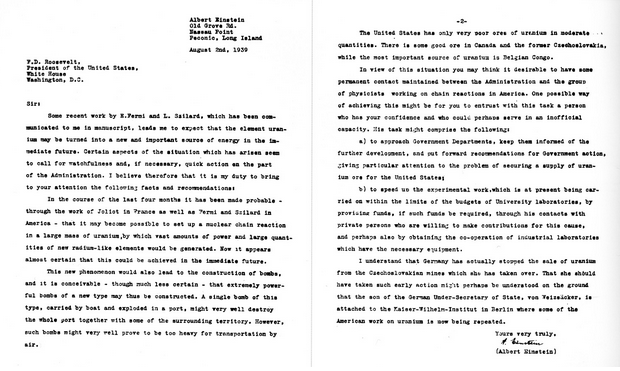 Albert Einstein
Old Grove Rd.
Nassau Point
Peconic, Long Island
August 2nd, 1939
F.D. Roosevelt,
President of the United States,
White House
Washington, D.C.
Sir:
Some recent work by E.Fermi and L. Szilard, which has been com-
municated to me in manuscript, leads me to expect that the element uran-
ium may be turned into a new and important source of energy in the im-
mediate future. Certain aspects of the situation which has arisen seem
to call for watchfulness and, if necessary, quick action on the part
of the Administration. I believe therefore that it is my duty to bring
to your attention the following facts and recommendations:
In the course of the last four months it has been made probable -
through the work of Joliot in France as well as Fermi and Szilard in
America - that it may become possible to set up a nuclear chain reaction
in a large mass of uranium,by which vast amounts of power and large quant-
ities of new radium-like elements would be generated. Now it appears
almost certain that this could be achieved in the immediate future.
This new phenomenon would also lead to the construction of bombs,
and it is conceivable - though much less certain - that extremely power-
ful bombs of a new type may thus be constructed. A single bomb of this
type, carried by boat and exploded in a port, might very well destroy
the whole port together with some of the surrounding territory. However,
such bombs might very well prove to be too heavy for transportation by
air.
-2-
The United States has only very poor ores of uranium in moderate
quantities. There is some good ore in Canada and the former Czechoslovakia,
while the most important source of uranium is Belgian Congo.
In view of this situation you may think it desirable to have some
permanent contact maintained between the Administration and the group
of physicists working on chain reactions in America. One possible way
of achieving this might be for you to entrust with this task a person
who has your confidence and who could perhaps serve in an inofficial
capacity. His task might comprise the following:
a) to approach Government Departments, keep them informed of the
further development, and put forward recommendations for Government action,
giving particular attention to the problem of securing a supply of uran-
ium ore for the United States;
b) to speed up the experimental work,which is at present being car-
ried on within the limits of the budgets of University laboratories, by
providing funds, if such funds be required, through his contacts with
private persons who are willing to make contributions for this cause,
and perhaps also by obtaining the co-operation of industrial laboratories
which have the necessary equipment.
I understand that Germany has actually stopped the sale of uranium
from the Czechoslovakian mines which she has taken over. That she should
have taken such early action might perhaps be understood on the ground
that the son of the German Under-Secretary of State, von Weizsäcker, is
attached to the Kaiser-Wilhelm-Institut in Berlin where some of the
American work on uranium is now being repeated.
Yours very truly,
A. Einstein
(Albert Einstein)